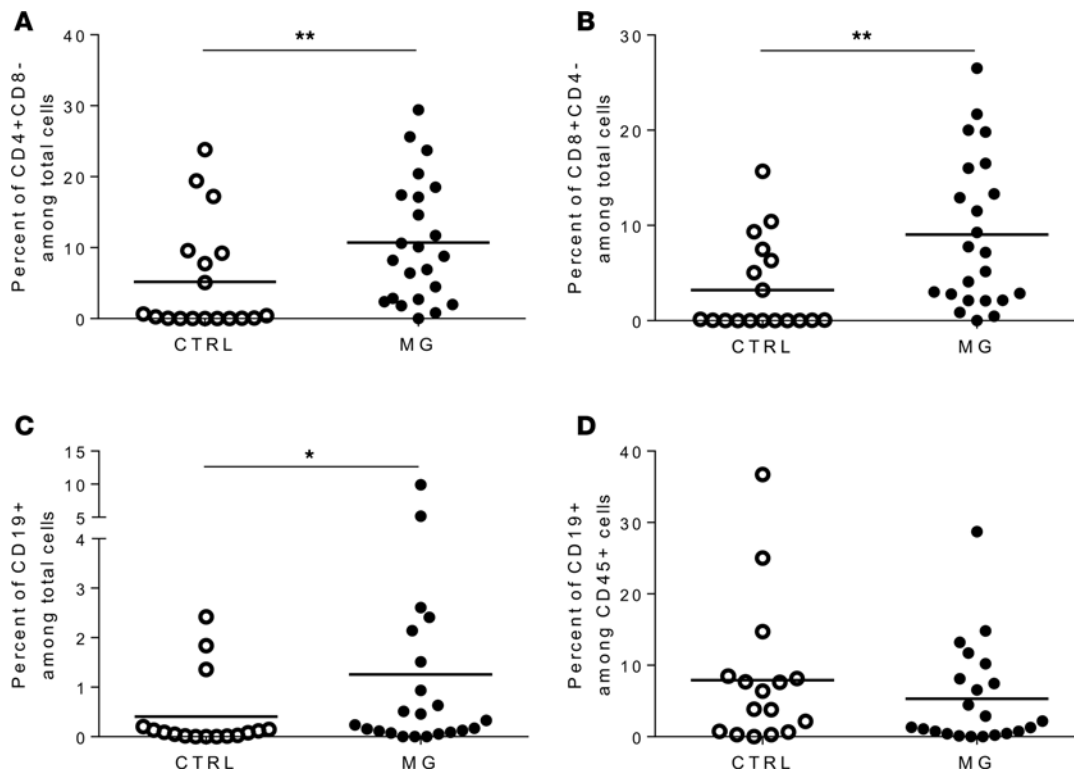 A
Percent of CD4+CD8-
among total cells
40
30
20
10
0
**
CTRL
MG
B
Percent of CD8+CD4-
among total cells
30
20
10
0
**
CTRL
MG
C
Percent of CD19+
among total cells
15
10
5
4
3
2
1
0
*
CTRL
MG
D
Percent of CD19+
among CD45+ cells
40
30
20
10
0
CTRL
MG